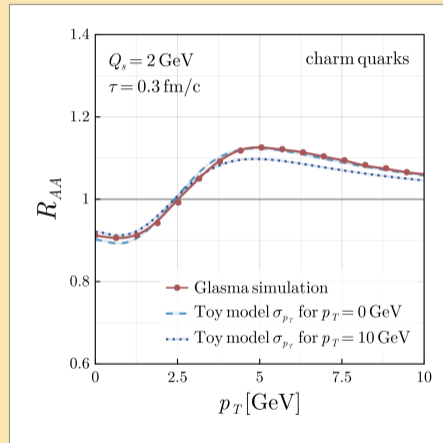 1.4
Q_s = 2 GeV
charm quarks
τ = 0.3 fm/c
1.2
R_AA
1
0.8
Glasma simulation
Toy model σ_{p_T} for p_T = 0 GeV
Toy model σ_{p_T} for p_T = 10 GeV
0.6
0 2.5 5 7.5 10
p_T [GeV]